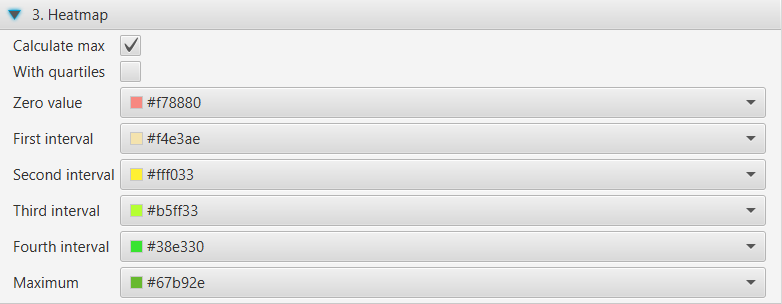 3. Heatmap
Calculate max
With quartiles
Zero value #f78880
First interval #f4e3ae
Second interval #fff033
Third interval #b5ff33
Fourth interval #38e330
Maximum #67b92e